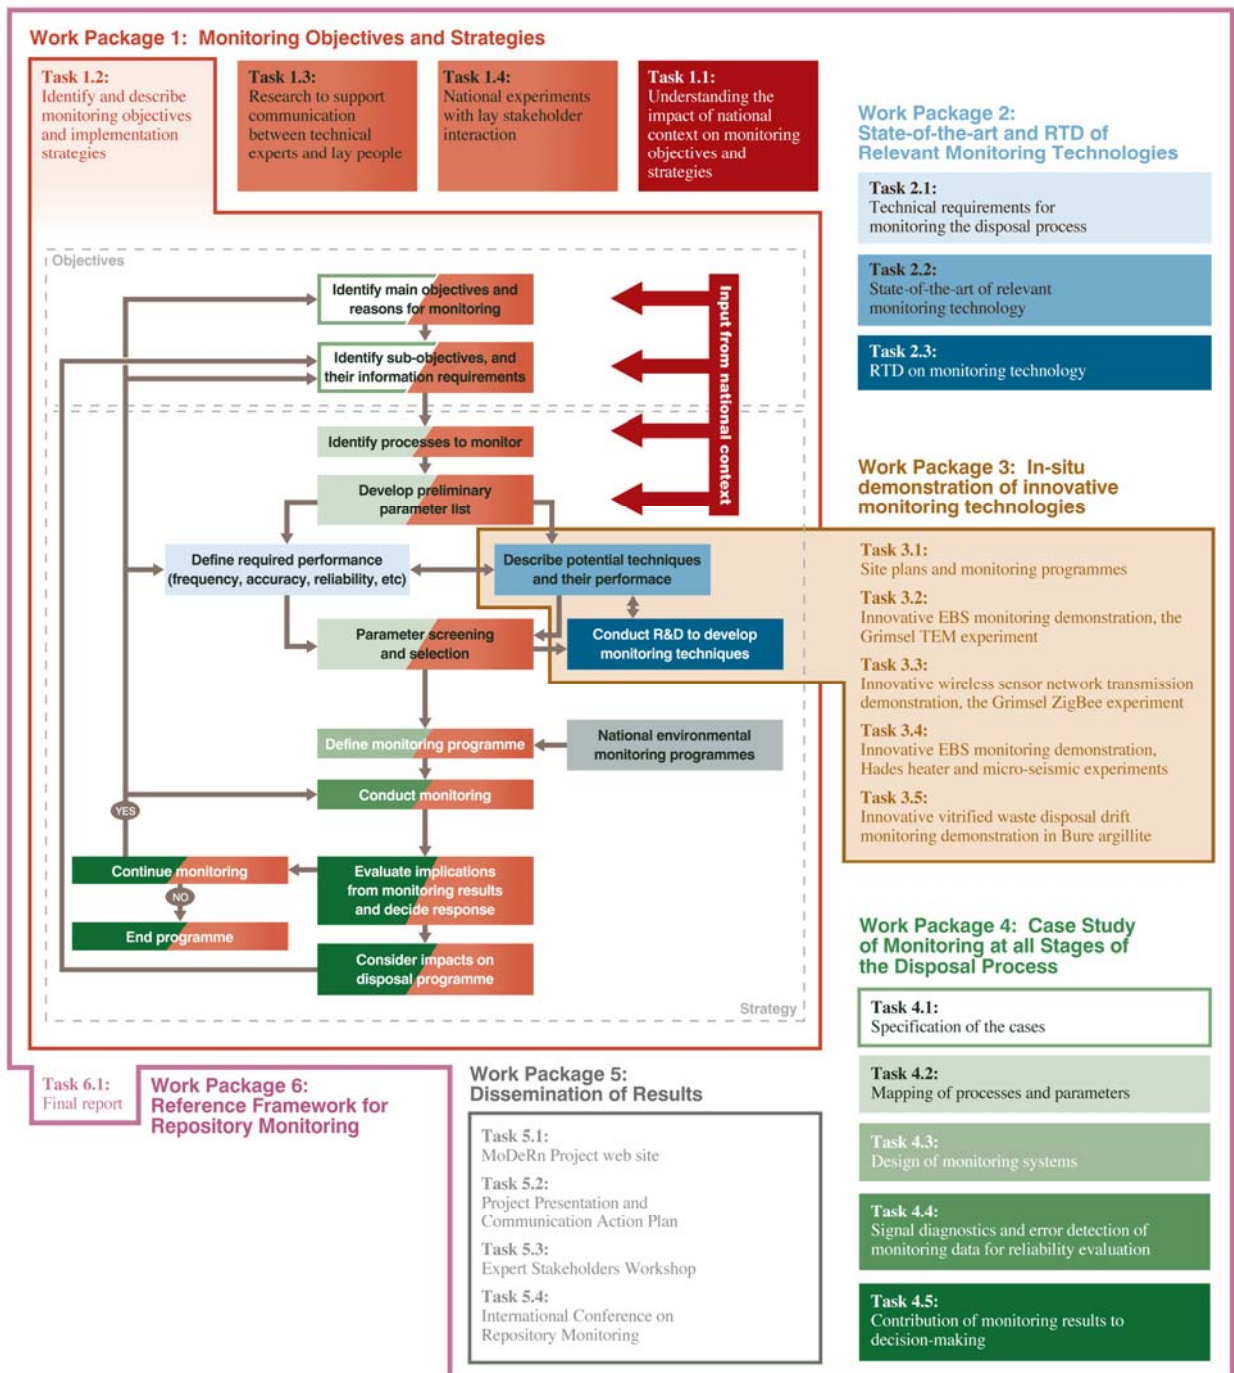 Work Package 1: Monitoring Objectives and Strategies
Task 1.2:
Identify and describe
monitoring objectives
and implementation
strategies
Task 1.3:
Research to support
communication
between technical
experts and lay people
Task 1.4:
National experiments
with lay stakeholder
interaction
Task 1.1:
Understanding the
impact of national
context on monitoring
objectives and
strategies
Objectives
Identify main objectives and
reasons for monitoring
Identify sub-objectives, and
their information requirements
Identify processes to monitor
Develop preliminary
parameter list
Input from national context
Define required performance
(frequency, accuracy, reliability, etc)
Describe potential techniques
and their performace
Parameter screening
and selection
Conduct R&D to develop
monitoring techniques
Define monitoring programme
National environmental
monitoring programmes
Conduct monitoring
YES
Continue monitoring
NO
End programme
Evaluate implications
from monitoring results
and decide response
Consider impacts on
disposal programme
Strategy
Work Package 2:
State-of-the-art and RTD of
Relevant Monitoring Technologies
Task 2.1:
Technical requirements for
monitoring the disposal process
Task 2.2:
State-of-the-art of relevant
monitoring technology
Task 2.3:
RTD on monitoring technology
Work Package 3: In-situ
demonstration of innovative
monitoring technologies
Task 3.1:
Site plans and monitoring programmes
Task 3.2:
Innovative EBS monitoring demonstration, the
Grimsel TEM experiment
Task 3.3:
Innovative wireless sensor network transmission
demonstration, the Grimsel ZigBee experiment
Task 3.4:
Innovative EBS monitoring demonstration,
Hades heater and micro-seismic experiments
Task 3.5:
Innovative vitrified waste disposal drift
monitoring demonstration in Bure argillite
Work Package 4: Case Study
of Monitoring at all Stages of
the Disposal Process
Task 4.1:
Specification of the cases
Task 4.2:
Mapping of processes and parameters
Task 4.3:
Design of monitoring systems
Task 4.4:
Signal diagnostics and error detection of
monitoring data for reliability evaluation
Task 4.5:
Contribution of monitoring results to
decision-making
Task 6.1:
Final report
Work Package 6:
Reference Framework for
Repository Monitoring
Work Package 5:
Dissemination of Results
Task 5.1:
MoDeRn Project web site
Task 5.2:
Project Presentation and
Communication Action Plan
Task 5.3:
Expert Stakeholders Workshop
Task 5.4:
International Conference on
Repository Monitoring